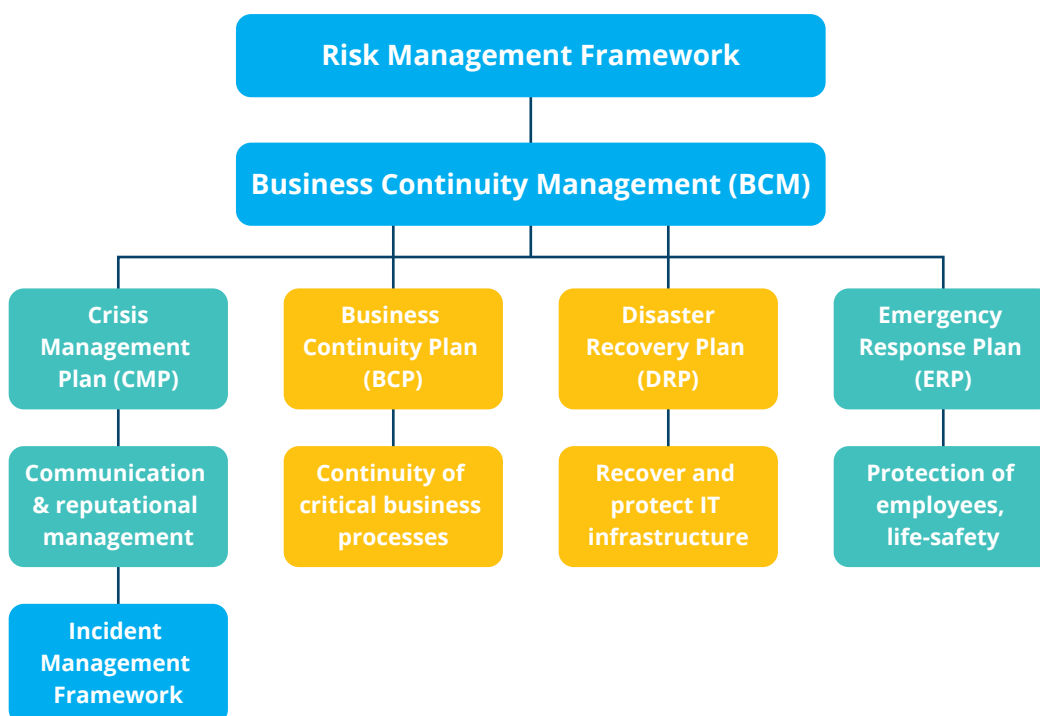 Risk Management Framework
Business Continuity Management (BCM)
Crisis
Management
Plan (CMP)
Business
Continuity Plan
(BCP)
Disaster
Recovery Plan
(DRP)
Emergency
Response Plan
(ERP)
Communication
& reputational
management
Continuity of
critical business
processes
Recover and
protect IT
infrastructure
Protection of
employees,
life-safety
Incident
Management
Framework